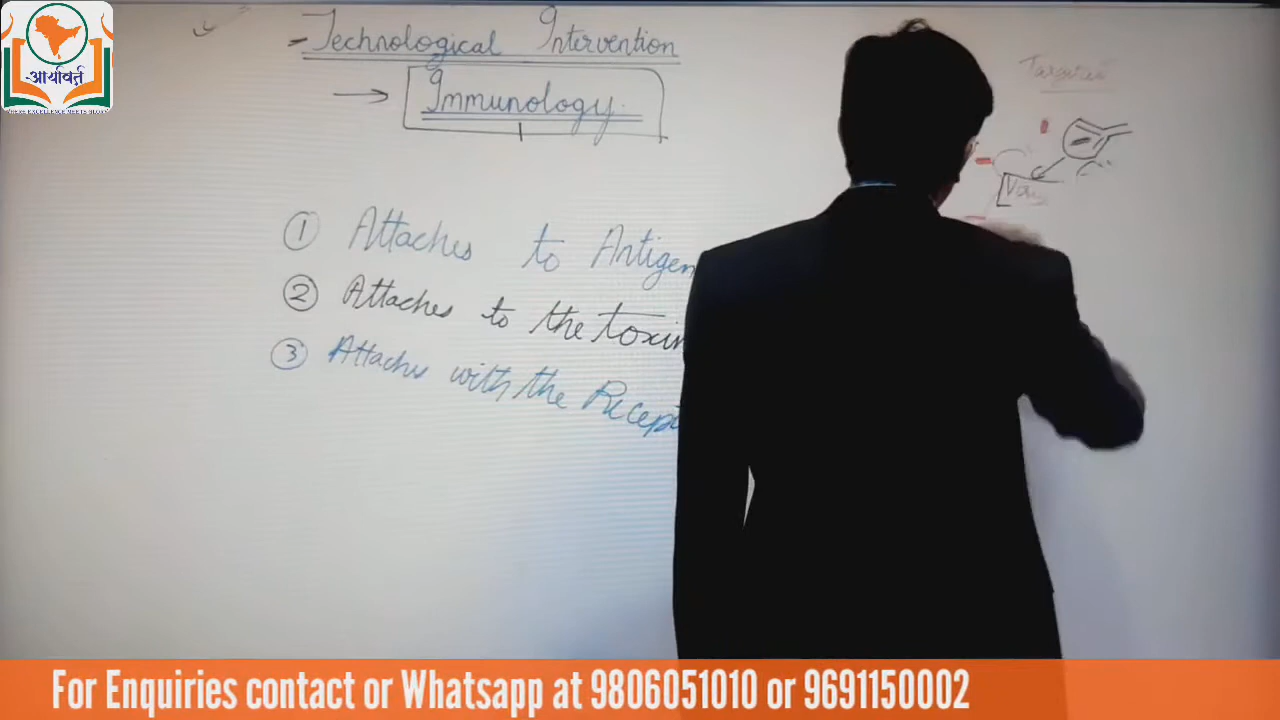 आर्यावर्त
Technological Intervention
→ Immunology
① Attaches to Antigen
② Attaches to the toxin
③ Attaches with the Recept
For Enquiries contact or Whatsapp at 9806051010 or 9691150002